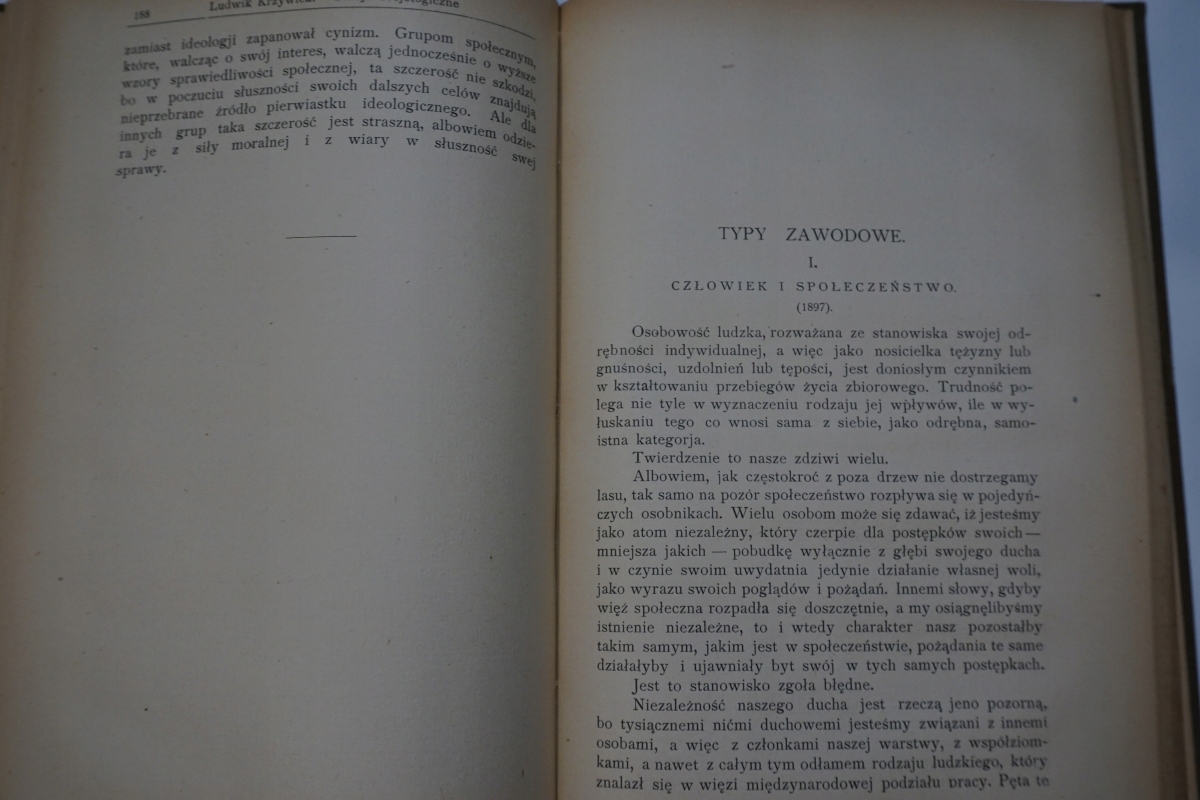 188
Ludwik
zamiast ideologji zapanował cynizm. Grupom społecznym,
które, walcząc o swój interes, walczą jednocześnie o wyższe
wzory sprawiedliwości społecznej, ta szczerość nie szkodzi,
bo w poczuciu słuszności swoich dalszych celów znajdują
nieprzebrane źródło pierwiastku ideologicznego. Ale dla
innych grup taka szczerość jest straszną, albowiem odzie-
ra je z siły moralnej i z wiary w słuszność swej
sprawy.
TYPY ZAWODOWE.
I.
CZŁOWIEK I SPOŁECZEŃSTWO.
(1897).
Osobowość ludzka, rozważana ze stanowiska swojej od-
rębności indywidualnej, a więc jako nosicielka tężyzny lub
gnuśności, uzdolnień lub tępości, jest doniosłym czynnikiem
w kształtowaniu przebiegów życia zbiorowego. Trudność po-
lega nie tyle w wyznaczeniu rodzaju jej wpływów, ile w wy-
łuskaniu tego co wnosi sama z siebie, jako odrębna, samo-
istna kategorja.
Twierdzenie to nasze zdziwi wielu.
Albowiem, jak częstokroć z poza drzew nie dostrzegamy
lasu, tak samo na pozór społeczeństwo rozpływa się w pojedyń-
czych osobnikach. Wielu osobom może się zdawać, iż jesteśmy
jako atom niezależny, który czerpie dla postępków swoich —
mniejsza jakich — pobudkę wyłącznie z głębi swojego ducha
i w czynie swoim uwydatnia jedynie działanie własnej woli,
jako wyrazu swoich poglądów i pożądań. Innemi słowy, gdyby
więź społeczna rozpadła się doszczętnie, a my osiągnęlibyśmy
istnienie niezależne, to i wtedy charakter nasz pozostałby
takim samym, jakim jest w społeczeństwie, pożądania te same
działałyby i ujawniały byt swój w tych samych postępkach.
Jest to stanowisko zgoła błędne.
Niezależność naszego ducha jest rzeczą jeno pozorną,
bo tysiącznemi nićmi duchowemi jesteśmy związani z innemi
osobami, a więc z członkami naszej warstwy, z współziom-
kami, a nawet z całym tym odłamem rodzaju ludzkiego, który
znalazł się w więzi międzynarodowej podziału pracy. Pęta te